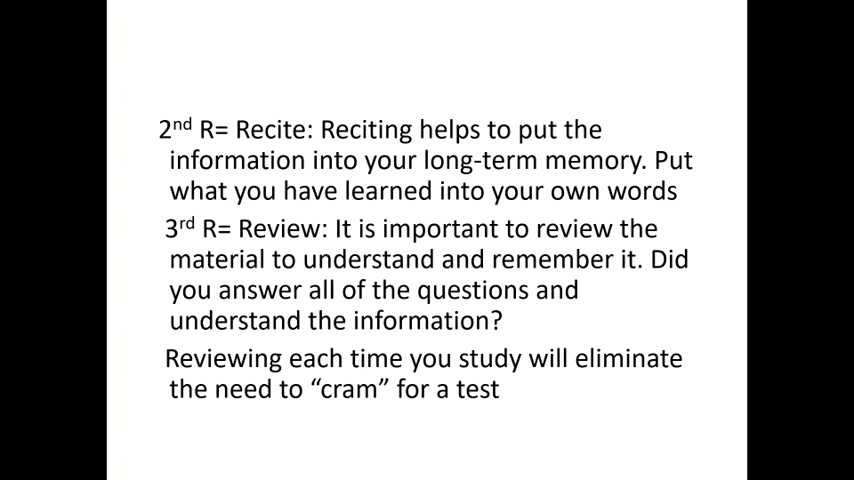 2nd R= Recite: Reciting helps to put the
information into your long-term memory. Put
what you have learned into your own words
3rd R= Review: It is important to review the
material to understand and remember it. Did
you answer all of the questions and
understand the information?
Reviewing each time you study will eliminate
the need to “cram” for a test